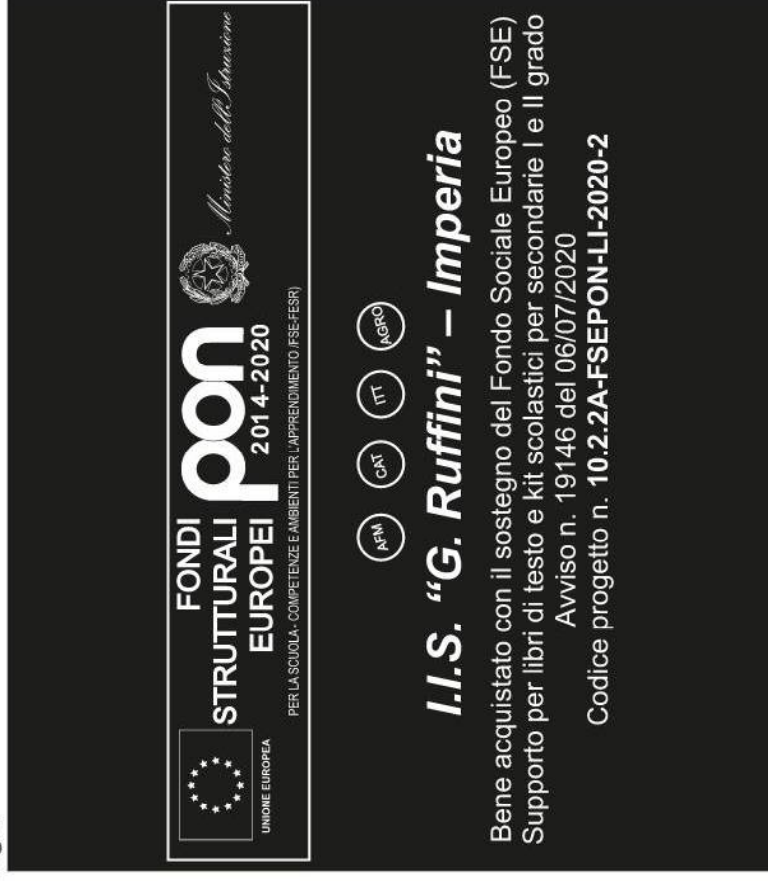 UNIONE EUROPEA
FONDI
STRUTTURALI
EUROPEI
pon
2014-2020
Ministero dell'Istruzione
PER LA SCUOLA - COMPETENZE E AMBIENTI PER L'APPRENDIMENTO (FSE-FESR)
AFM CAT ITT AGRO
I.I.S. “G. Ruffini” – Imperia
Bene acquistato con il sostegno del Fondo Sociale Europeo (FSE)
Supporto per libri di testo e kit scolastici per secondarie I e II grado
Avviso n. 19146 del 06/07/2020
Codice progetto n. 10.2.2A-FSEPON-LI-2020-2